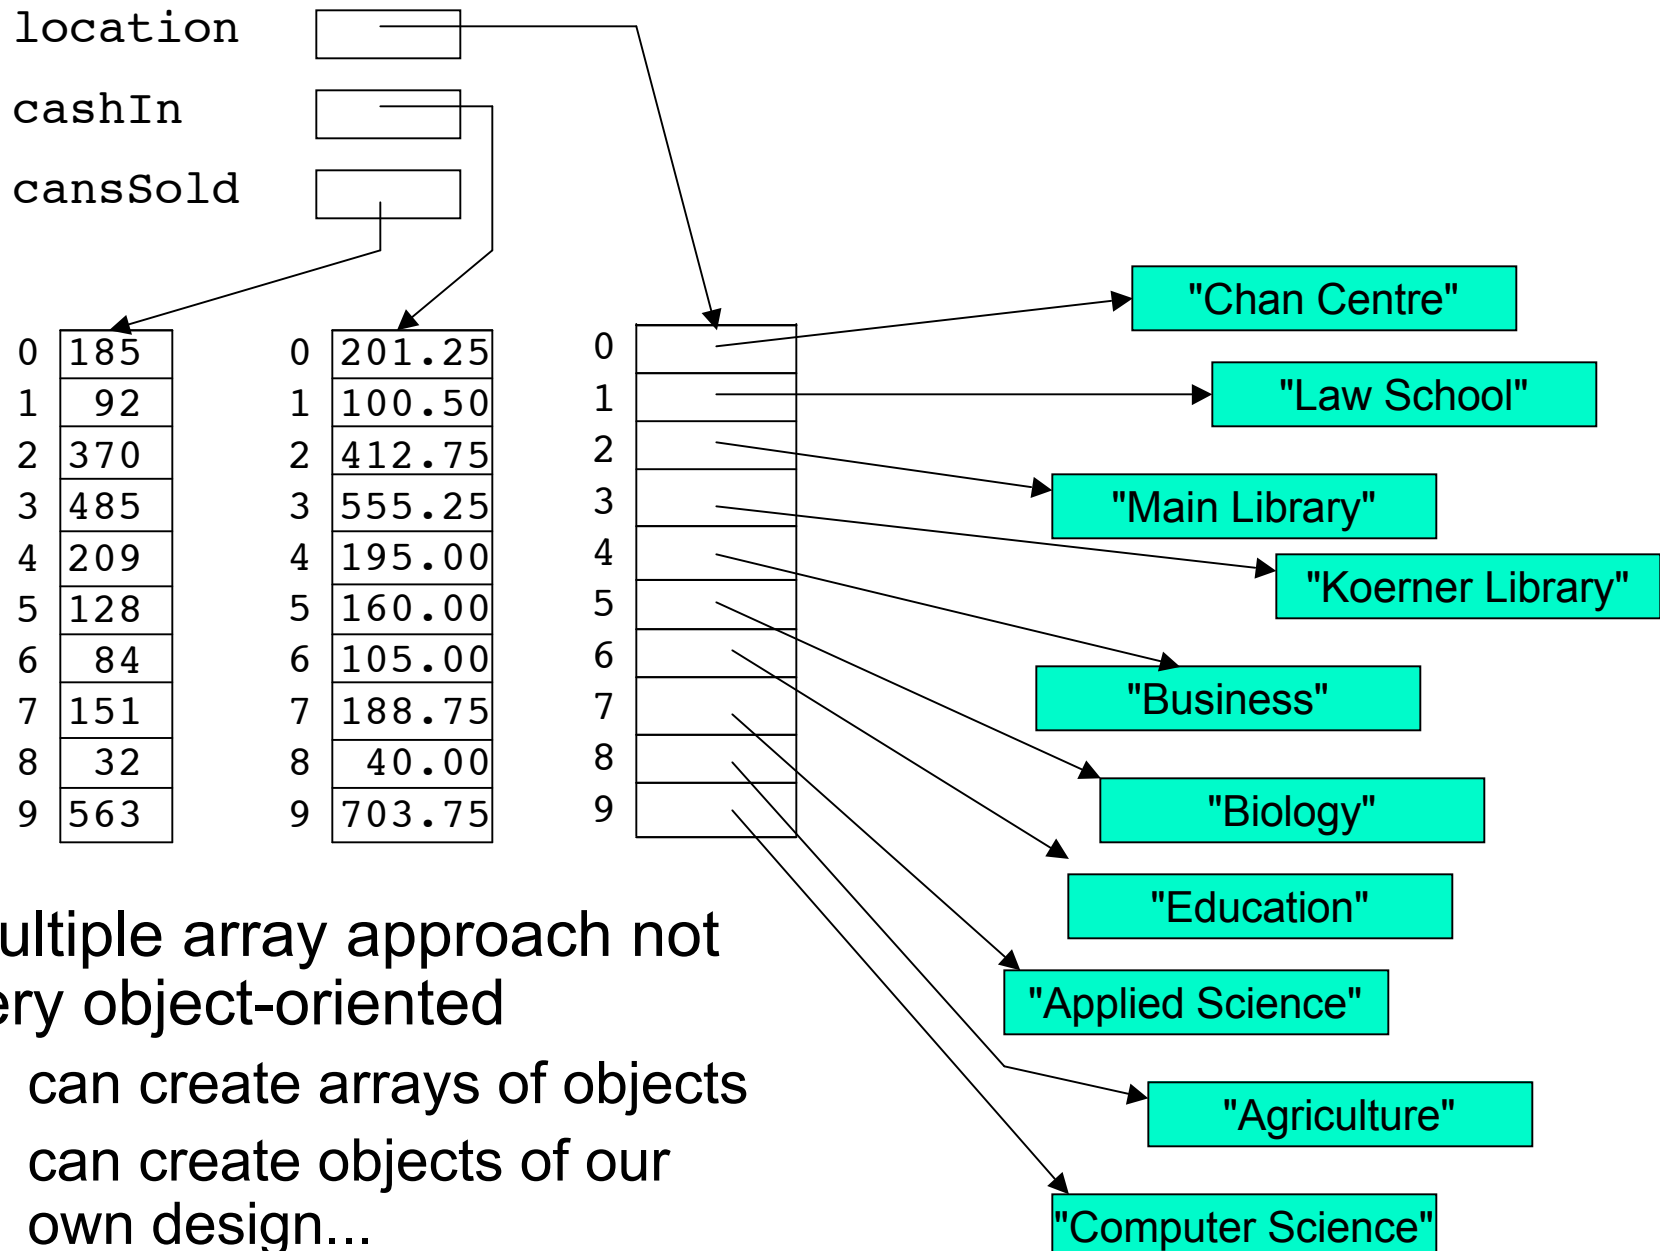 location
cashIn
cansSold
"Chan Centre"
"Law School"
"Main Library"
"Koerner Library"
"Business"
"Biology"
"Education"
"Applied Science"
"Agriculture"
"Computer Science"
0 185 0 201.25 0
1 92 1 100.50 1
2 370 2 412.75 2
3 485 3 555.25 3
4 209 4 195.00 4
5 128 5 160.00 5
6 84 6 105.00 6
7 151 7 188.75 7
8 32 8 40.00 8
9 563 9 703.75 9
ultiple array approach not
ery object-oriented
can create arrays of objects
can create objects of our
own design...